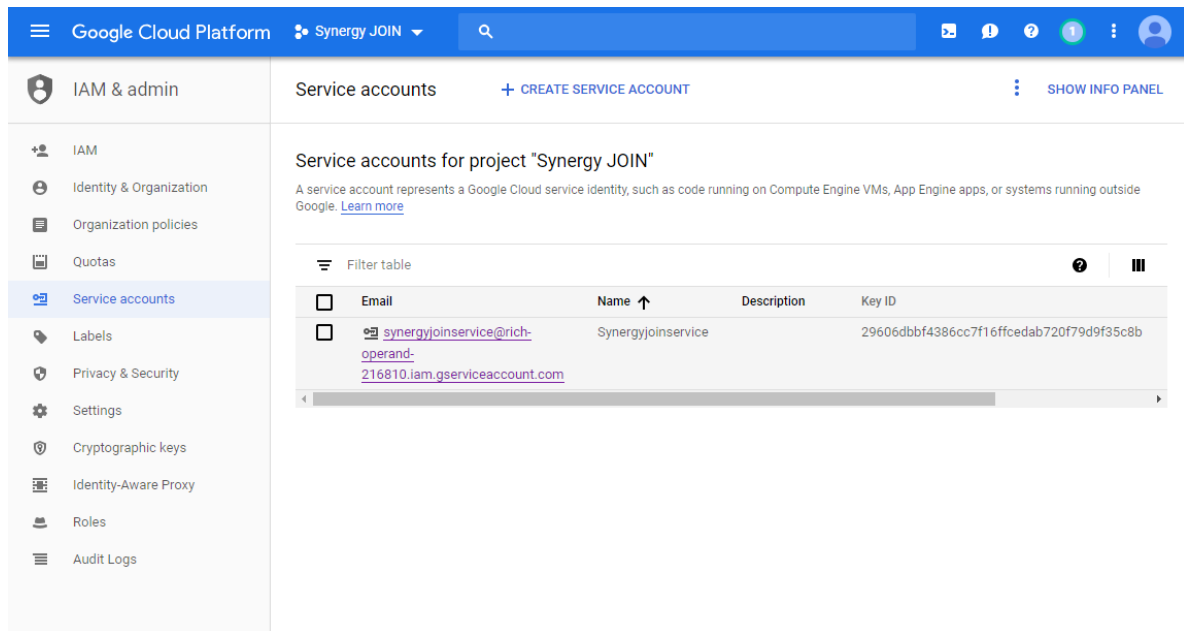 Google Cloud Platform
Synergy JOIN
1
IAM & admin
Service accounts
CREATE SERVICE ACCOUNT
SHOW INFO PANEL
IAM
Identity & Organization
Organization policies
Quotas
Service accounts
Labels
Privacy & Security
Settings
Cryptographic keys
Identity-Aware Proxy
Roles
Audit Logs
Service accounts for project "Synergy JOIN"
A service account represents a Google Cloud service identity, such as code running on Compute Engine VMs, App Engine apps, or systems running outside
Google. Learn more
Filter table
Email Name Description Key ID
synergyjoinservice@rich- Synergyjoinservice 29606dbbf4386cc7f16ffcedab720f79d9f35c8b
operand-
216810.iam.gserviceaccount.com